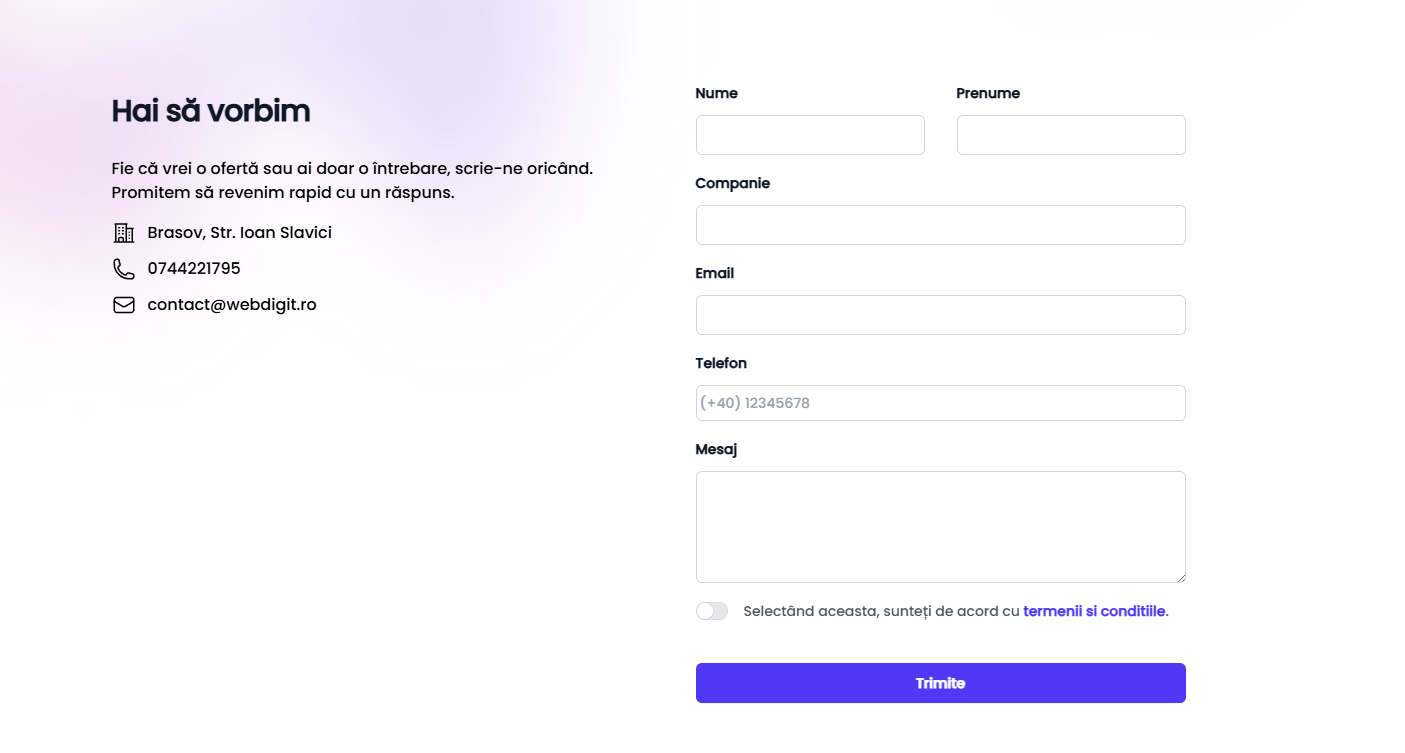 Hai să vorbim
Fie că vrei o ofertă sau ai doar o întrebare, scrie-ne oricând.
Promitem să revenim rapid cu un răspuns.
Brasov, Str. Ioan Slavici
0744221795
contact@webdigit.ro
Nume
Prenume
Companie
Email
Telefon
(+40) 12345678
Mesaj
Selectând aceasta, sunteți de acord cu termenii si conditiile.
Trimite